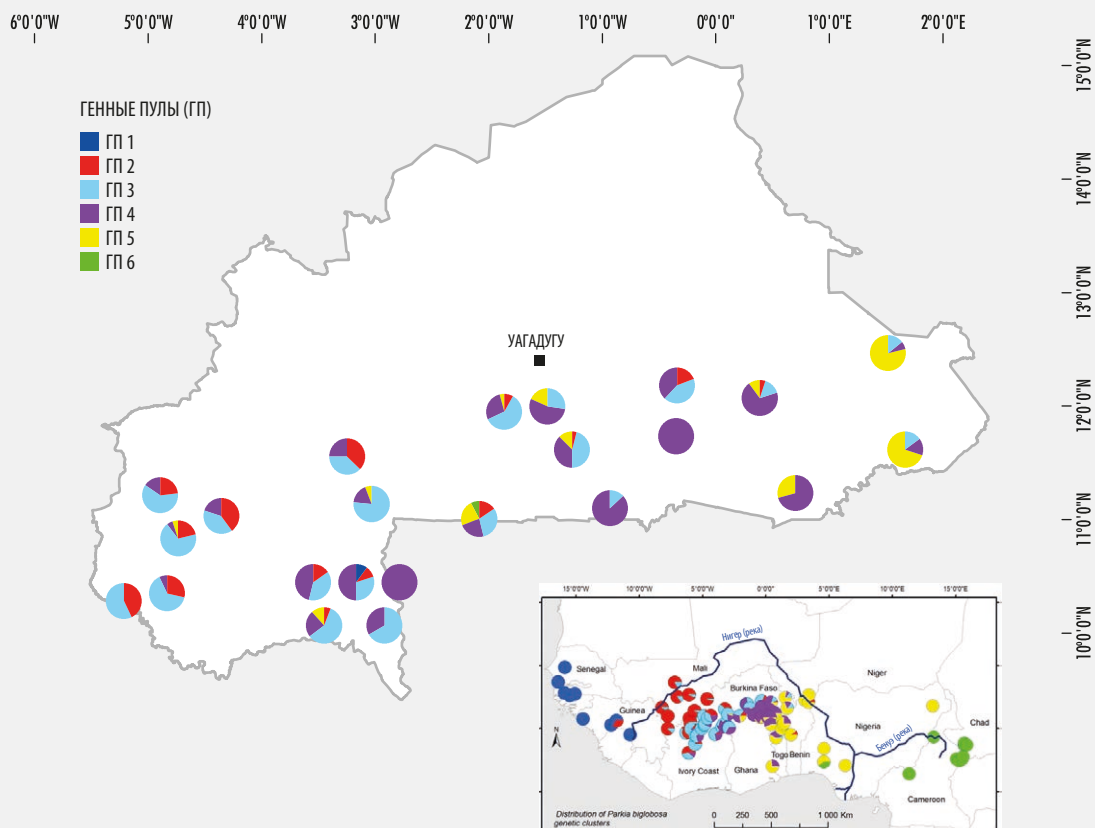 6°0'0"W 5°0'0"W 4°0'0"W 3°0'0"W 2°0'0"W 1°0'0"W 0°0'0" 1°0'0"E 2°0'0"E
15°0'0"N
14°0'0"N
13°0'0"N
12°0'0"N
11°0'0"N
10°0'0"N
ГЕННЫЕ ПУЛЫ (ГП)
ГП 1
ГП 2
ГП 3
ГП 4
ГП 5
ГП 6
УАГАДУГУ
15°0'0"W 10°0'0"W 5°0'0"W 0°0'0" 5°0'0"E 10°0'0"E 15°0'0"E
Нигер (река)
Senegal
Mali
Niger
Burkina Faso
Guinea
Nigeria
Chad
Бенуэ (река)
Togo Benin
Ivory Coast
Ghana
Cameroon
N
Distribution of Parkia biglobosa
genetic clusters
0 250 500 1 000 Km